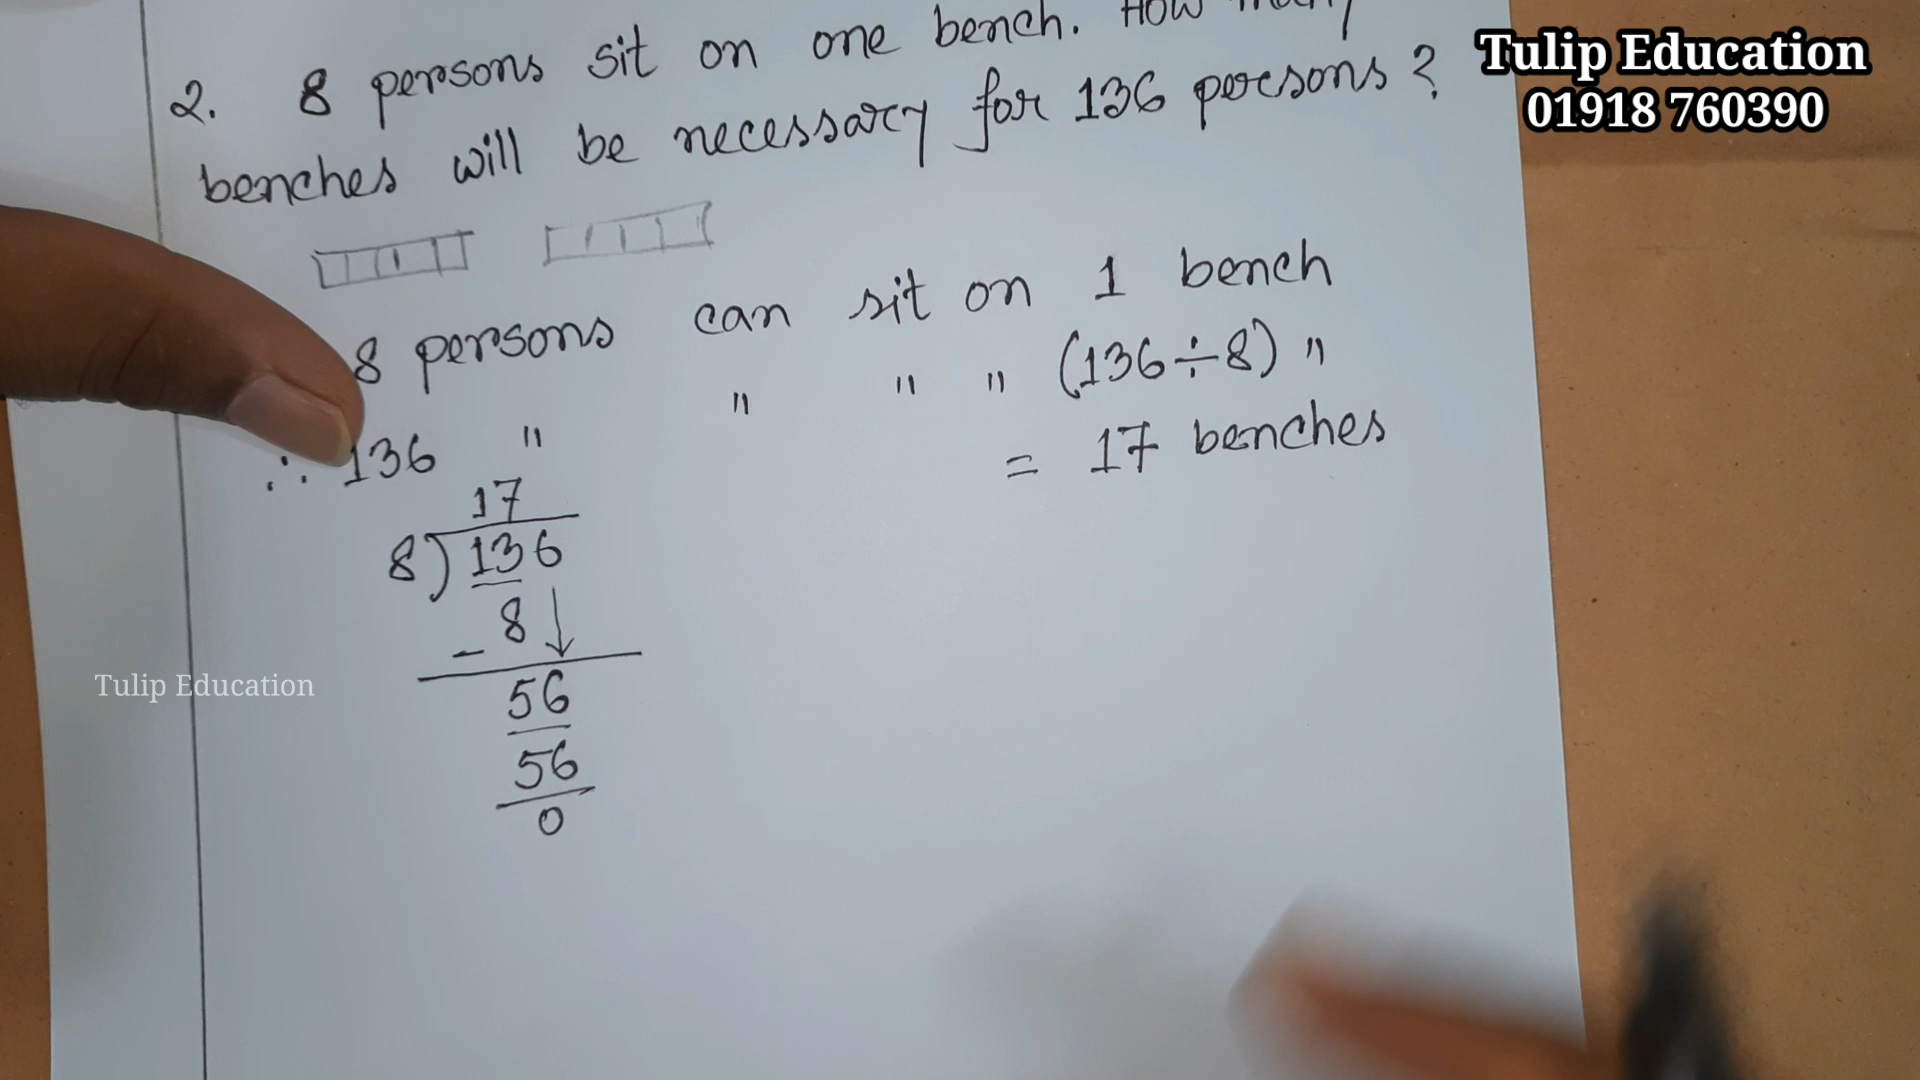 2. 8 persons sit on one bench. How many
benches will be necessary for 136 persons ?
8 persons can sit on 1 bench
∴ 136 " " " " (136÷8) "
= 17 benches
17
8)136
- 8↓
56
56
0
Tulip Education
01918 760390
Tulip Education